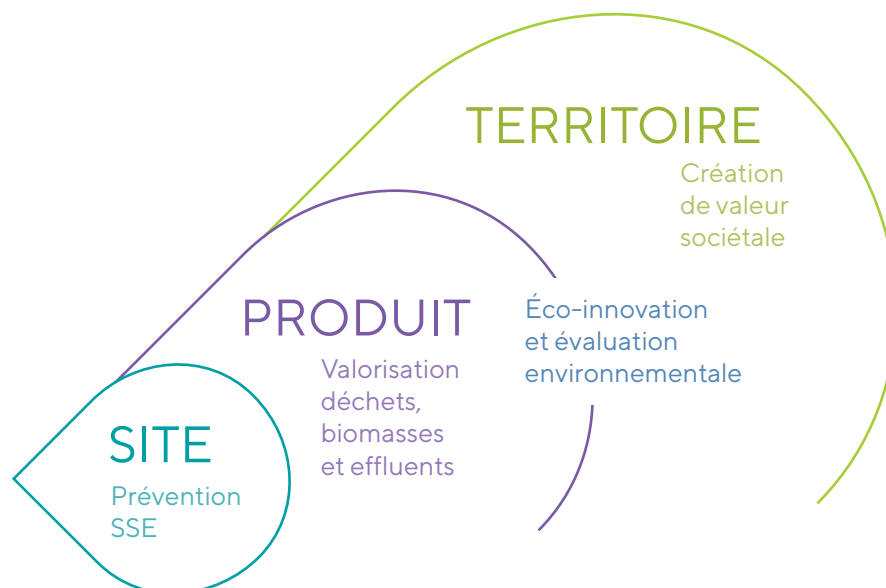 TERRITOIRE
Création
de valeur
sociétale
PRODUIT
Valorisation
déchets,
biomasses
et effluents
Éco-innovation
et évaluation
environnementale
SITE
Prévention
SSE